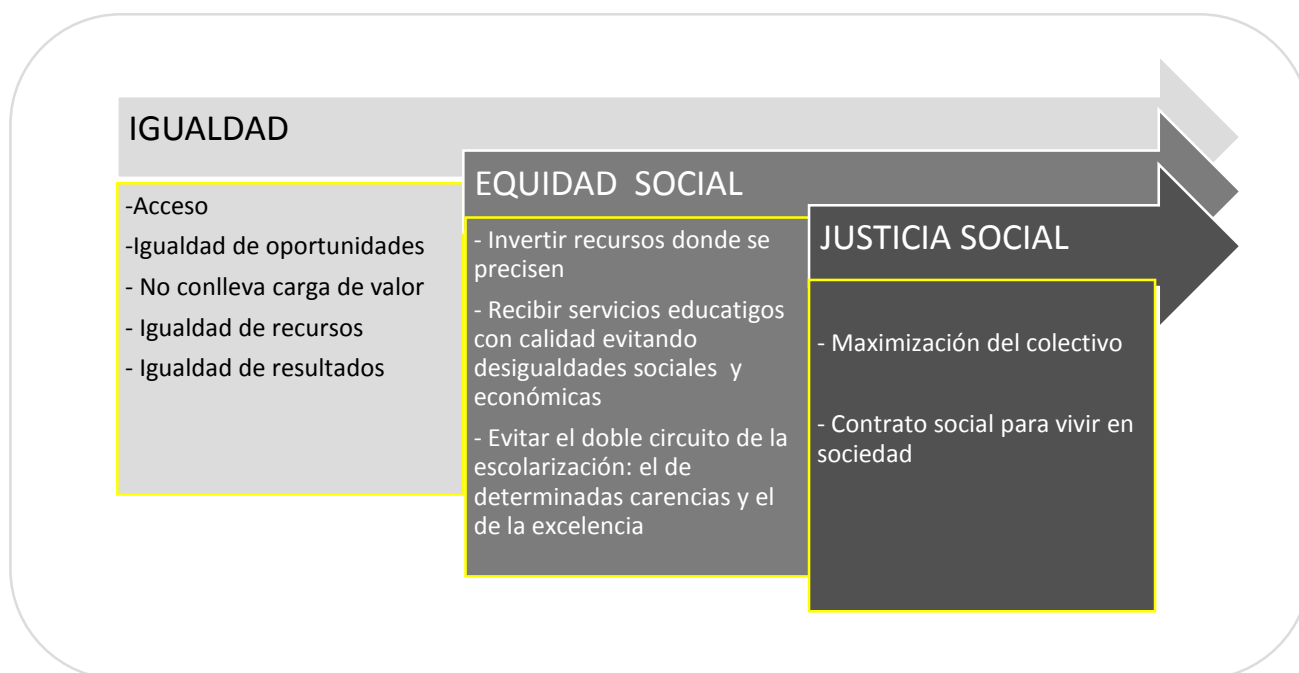 IGUALDAD
-Acceso
-Igualdad de oportunidades
- No conlleva carga de valor
- Igualdad de recursos
- Igualdad de resultados
EQUIDAD SOCIAL
- Invertir recursos donde se
precisen
- Recibir servicios educatigos
con calidad evitando
desigualdades sociales y
económicas
- Evitar el doble circuito de la
escolarización: el de
determinadas carencias y el
de la excelencia
JUSTICIA SOCIAL
- Maximización del colectivo
- Contrato social para vivir en
sociedad